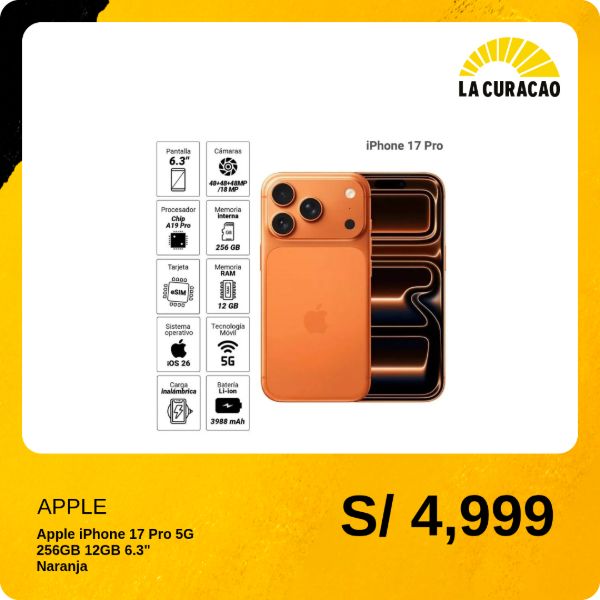 LA CURACAO
iPhone 17 Pro
Pantalla
6.3"
Cámaras
48+48+48MP
/18 MP
Procesador
Chip
A19 Pro
Memoria
interna
GB
256 GB
Tarjeta
eSIM
Memoria
RAM
12 GB
Sistema
operativo
iOS 26
Tecnología
Móvil
5G
Carga
inalámbrica
Batería
Li-ion
3988 mAh
APPLE
Apple iPhone 17 Pro 5G
256GB 12GB 6.3"
Naranja
S/ 4,999